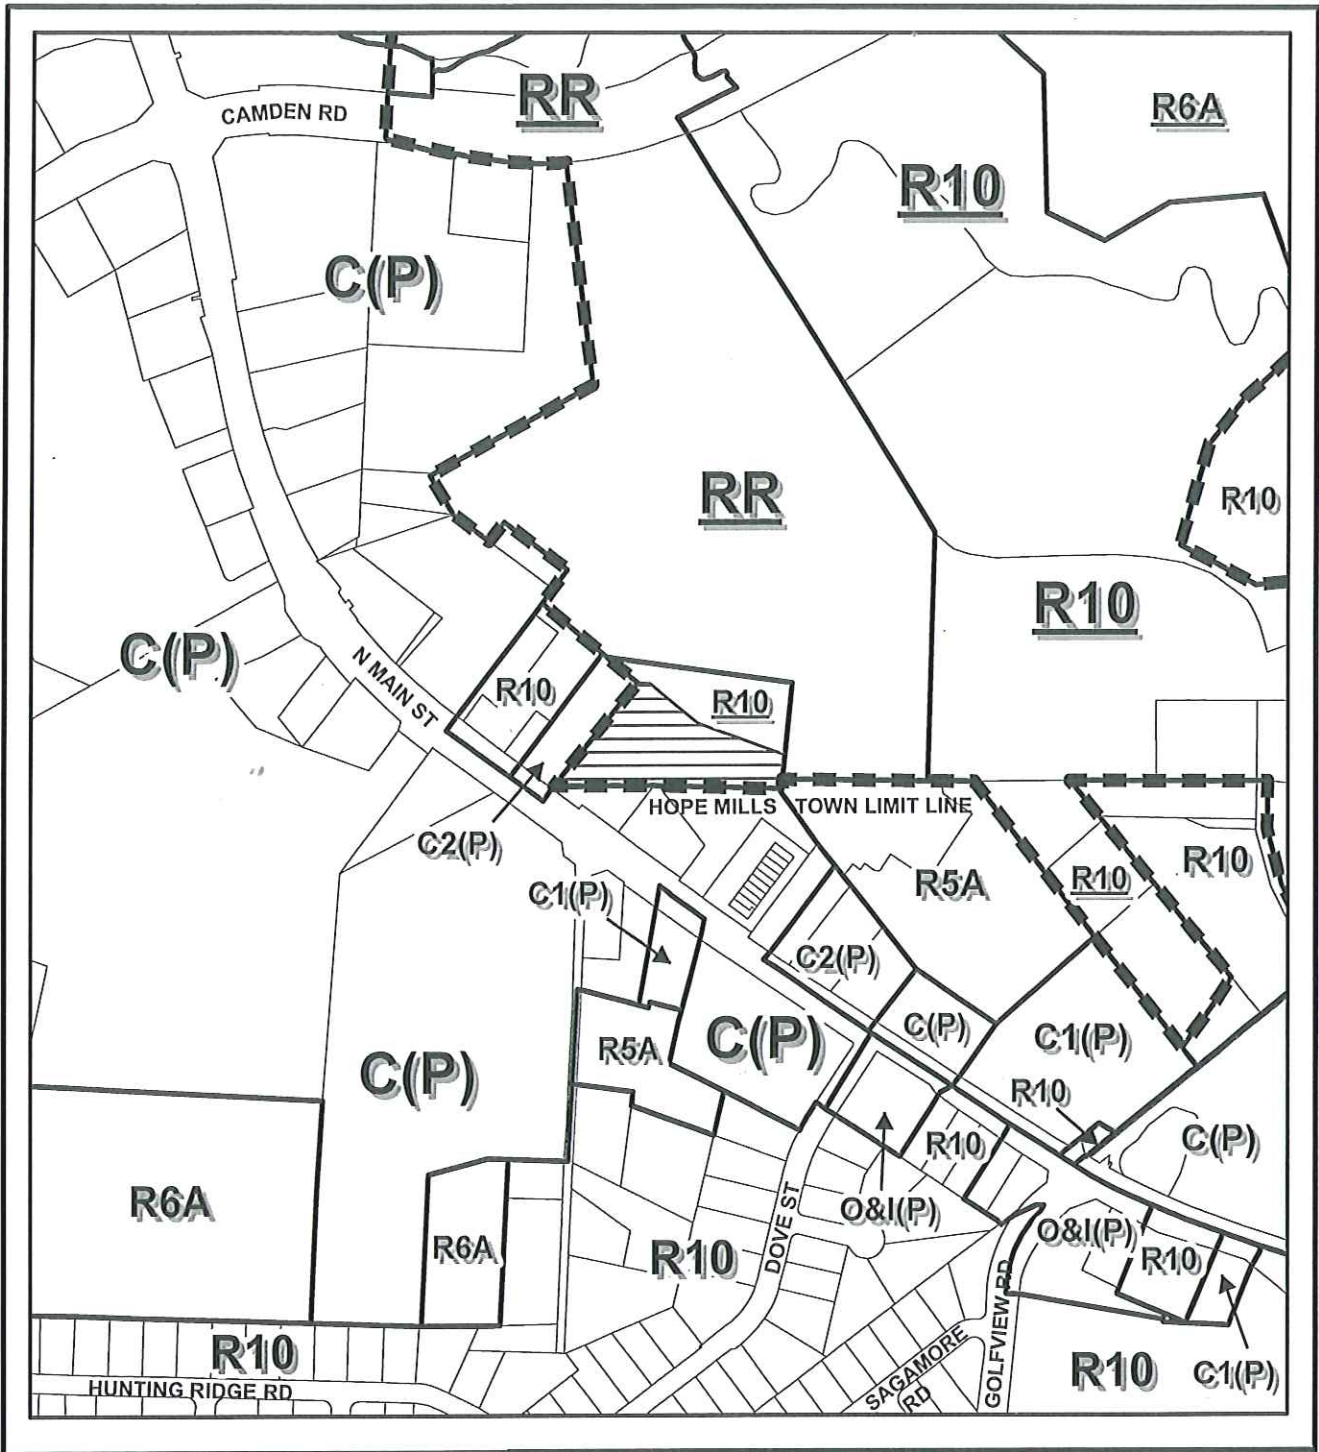 CAMDEN RD
RR
R6A
R10
C(P)
RR
R10
R10
C(P)
N MAIN ST
R10
R10
HOPE MILLS TOWN LIMIT LINE
C2(P)
R10
R5A
R10
C1(P)
C2(P)
C(P)
C1(P)
R5A
C(P)
C(P)
R10
R10
C(P)
R6A
O&I(P)
R6A
R10
DOVE ST
O&I(P)
R10
R10
HUNTING RIDGE RD
SAGAMORE
RD
GOLFVIEW RD
R10
C1(P)